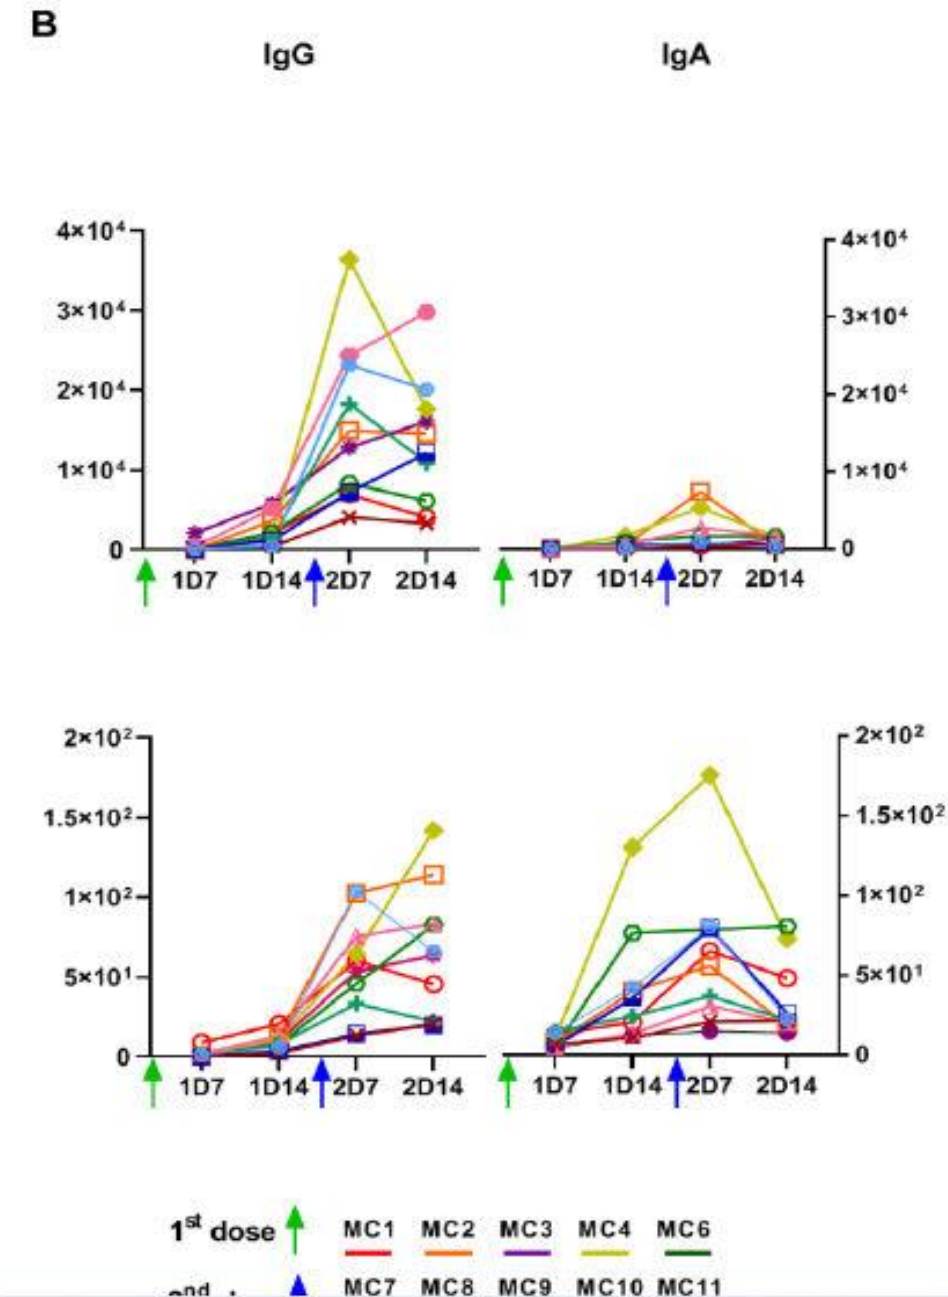 B
IgG IgA
4×10⁴ 4×10⁴
3×10⁴ 3×10⁴
2×10⁴ 2×10⁴
1×10⁴ 1×10⁴
0 0
1D7 1D14 2D7 2D14 1D7 1D14 2D7 2D14
2×10² 2×10²
1.5×10² 1.5×10²
1×10² 1×10²
5×10¹ 5×10¹
0 0
1D7 1D14 2D7 2D14 1D7 1D14 2D7 2D14
1st dose MC1 MC2 MC3 MC4 MC6
MC7 MC8 MC9 MC10 MC11